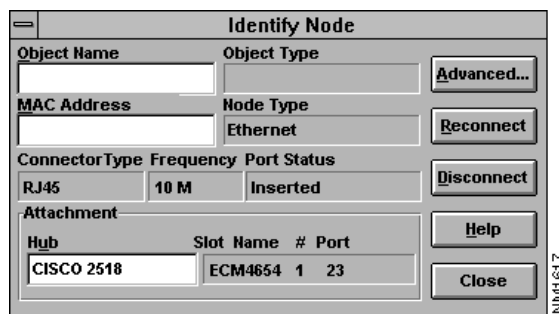 Identify Node
Object Name Object Type
Advanced...
MAC Address Node Type
Ethernet
Reconnect
ConnectorType Frequency Port Status
RJ45 10 M Inserted
Disconnect
Attachment
Hub Slot Name # Port
CISCO 2518 ECM4654 1 23
Help
Close
NM1617